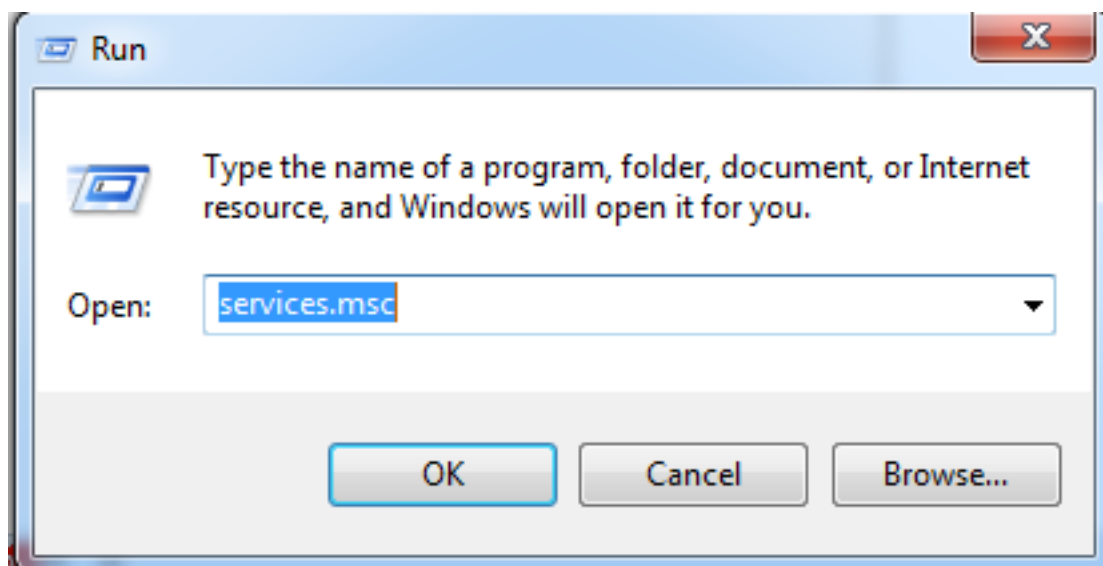 Run
Type the name of a program, folder, document, or Internet
resource, and Windows will open it for you.
Open: services.msc
OK Cancel Browse...